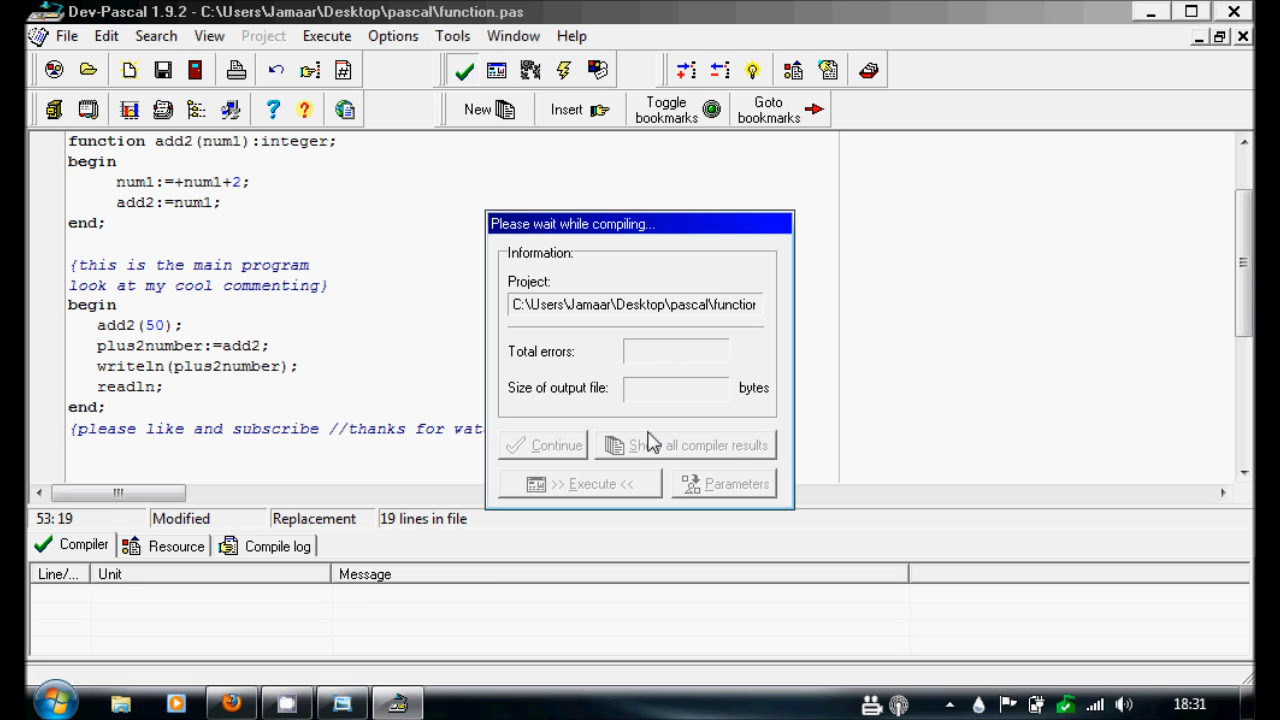 Dev-Pascal 1.9.2 - C:\Users\Jamaar\Desktop\pascal\function.pas
File Edit Search View Project Execute Options Tools Window Help
New Insert Toggle bookmarks Goto bookmarks
function add2(num1):integer;
begin
num1:=+num1+2;
add2:=num1;
end;
{this is the main program
look at my cool commenting}
begin
add2(50);
plus2number:=add2;
writeln(plus2number);
readln;
end;
{please like and subscribe //thanks for wat
Please wait while compiling...
Information:
Project:
C:\Users\Jamaar\Desktop\pascal\function
Total errors:
Size of output file: bytes
Continue all compiler results
>> Execute << Parameters
53:19 Modified Replacement 19 lines in file
Compiler Resource Compile log
Line/... Unit Message
18:31